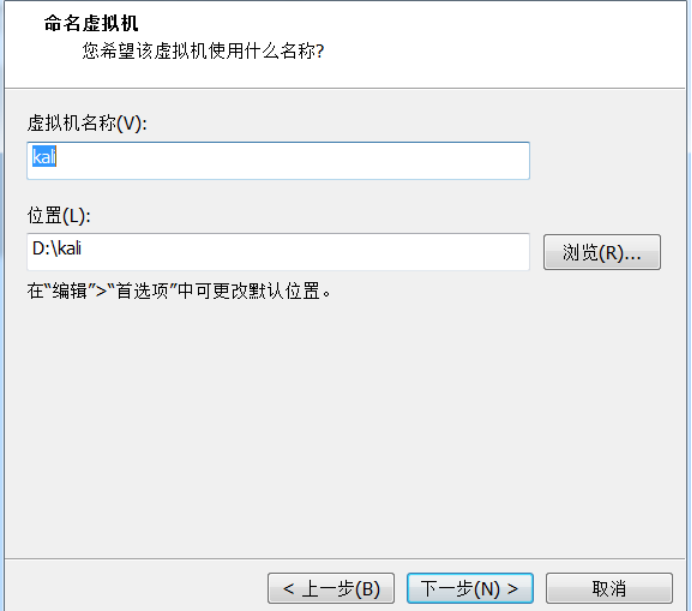 命名虚拟机
您希望该虚拟机使用什么名称?
虚拟机名称(V):
kali
位置(L):
D:\kali
浏览(R)...
在“编辑”>“首选项”中可更改默认位置。
< 上一步(B)
下一步(N) >
取消